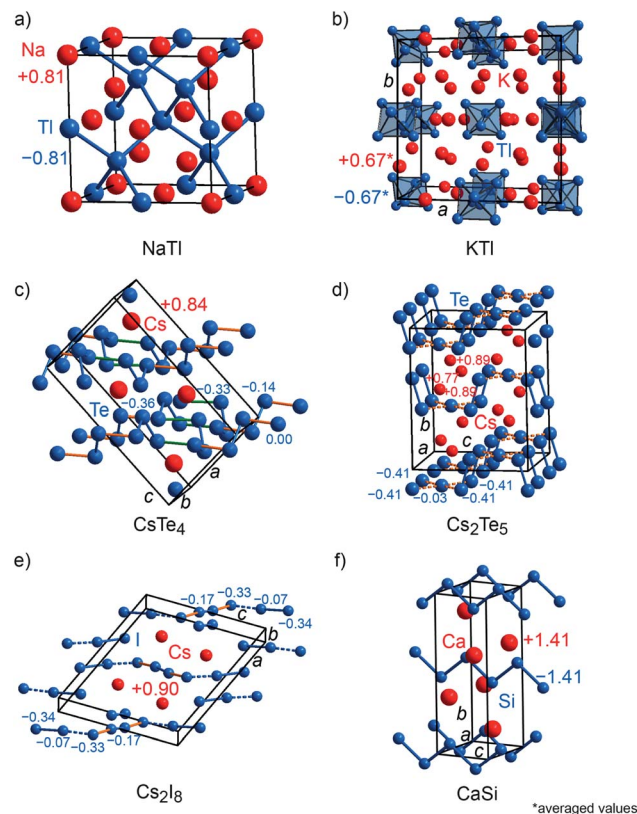 a)
Na
+0.81
Tl
−0.81
NaTl
b)
b
K
+0.67*
Tl
−0.67*
a
KTl
c)
+0.84
Cs
−0.33
−0.14
−0.36
Te
0.00
a
c
b
CsTe4
d)
Te
+0.89
+0.77
+0.89
Cs
b
a
c
−0.41
−0.41
−0.41
−0.03
−0.41
Cs2Te5
e)
−0.33
−0.17
−0.07
c
−0.34
I
b
Cs
a
+0.90
−0.34
−0.17
−0.07
−0.33
Cs2I8
f)
Ca
+1.41
Si
−1.41
b
a
c
CaSi
*averaged values